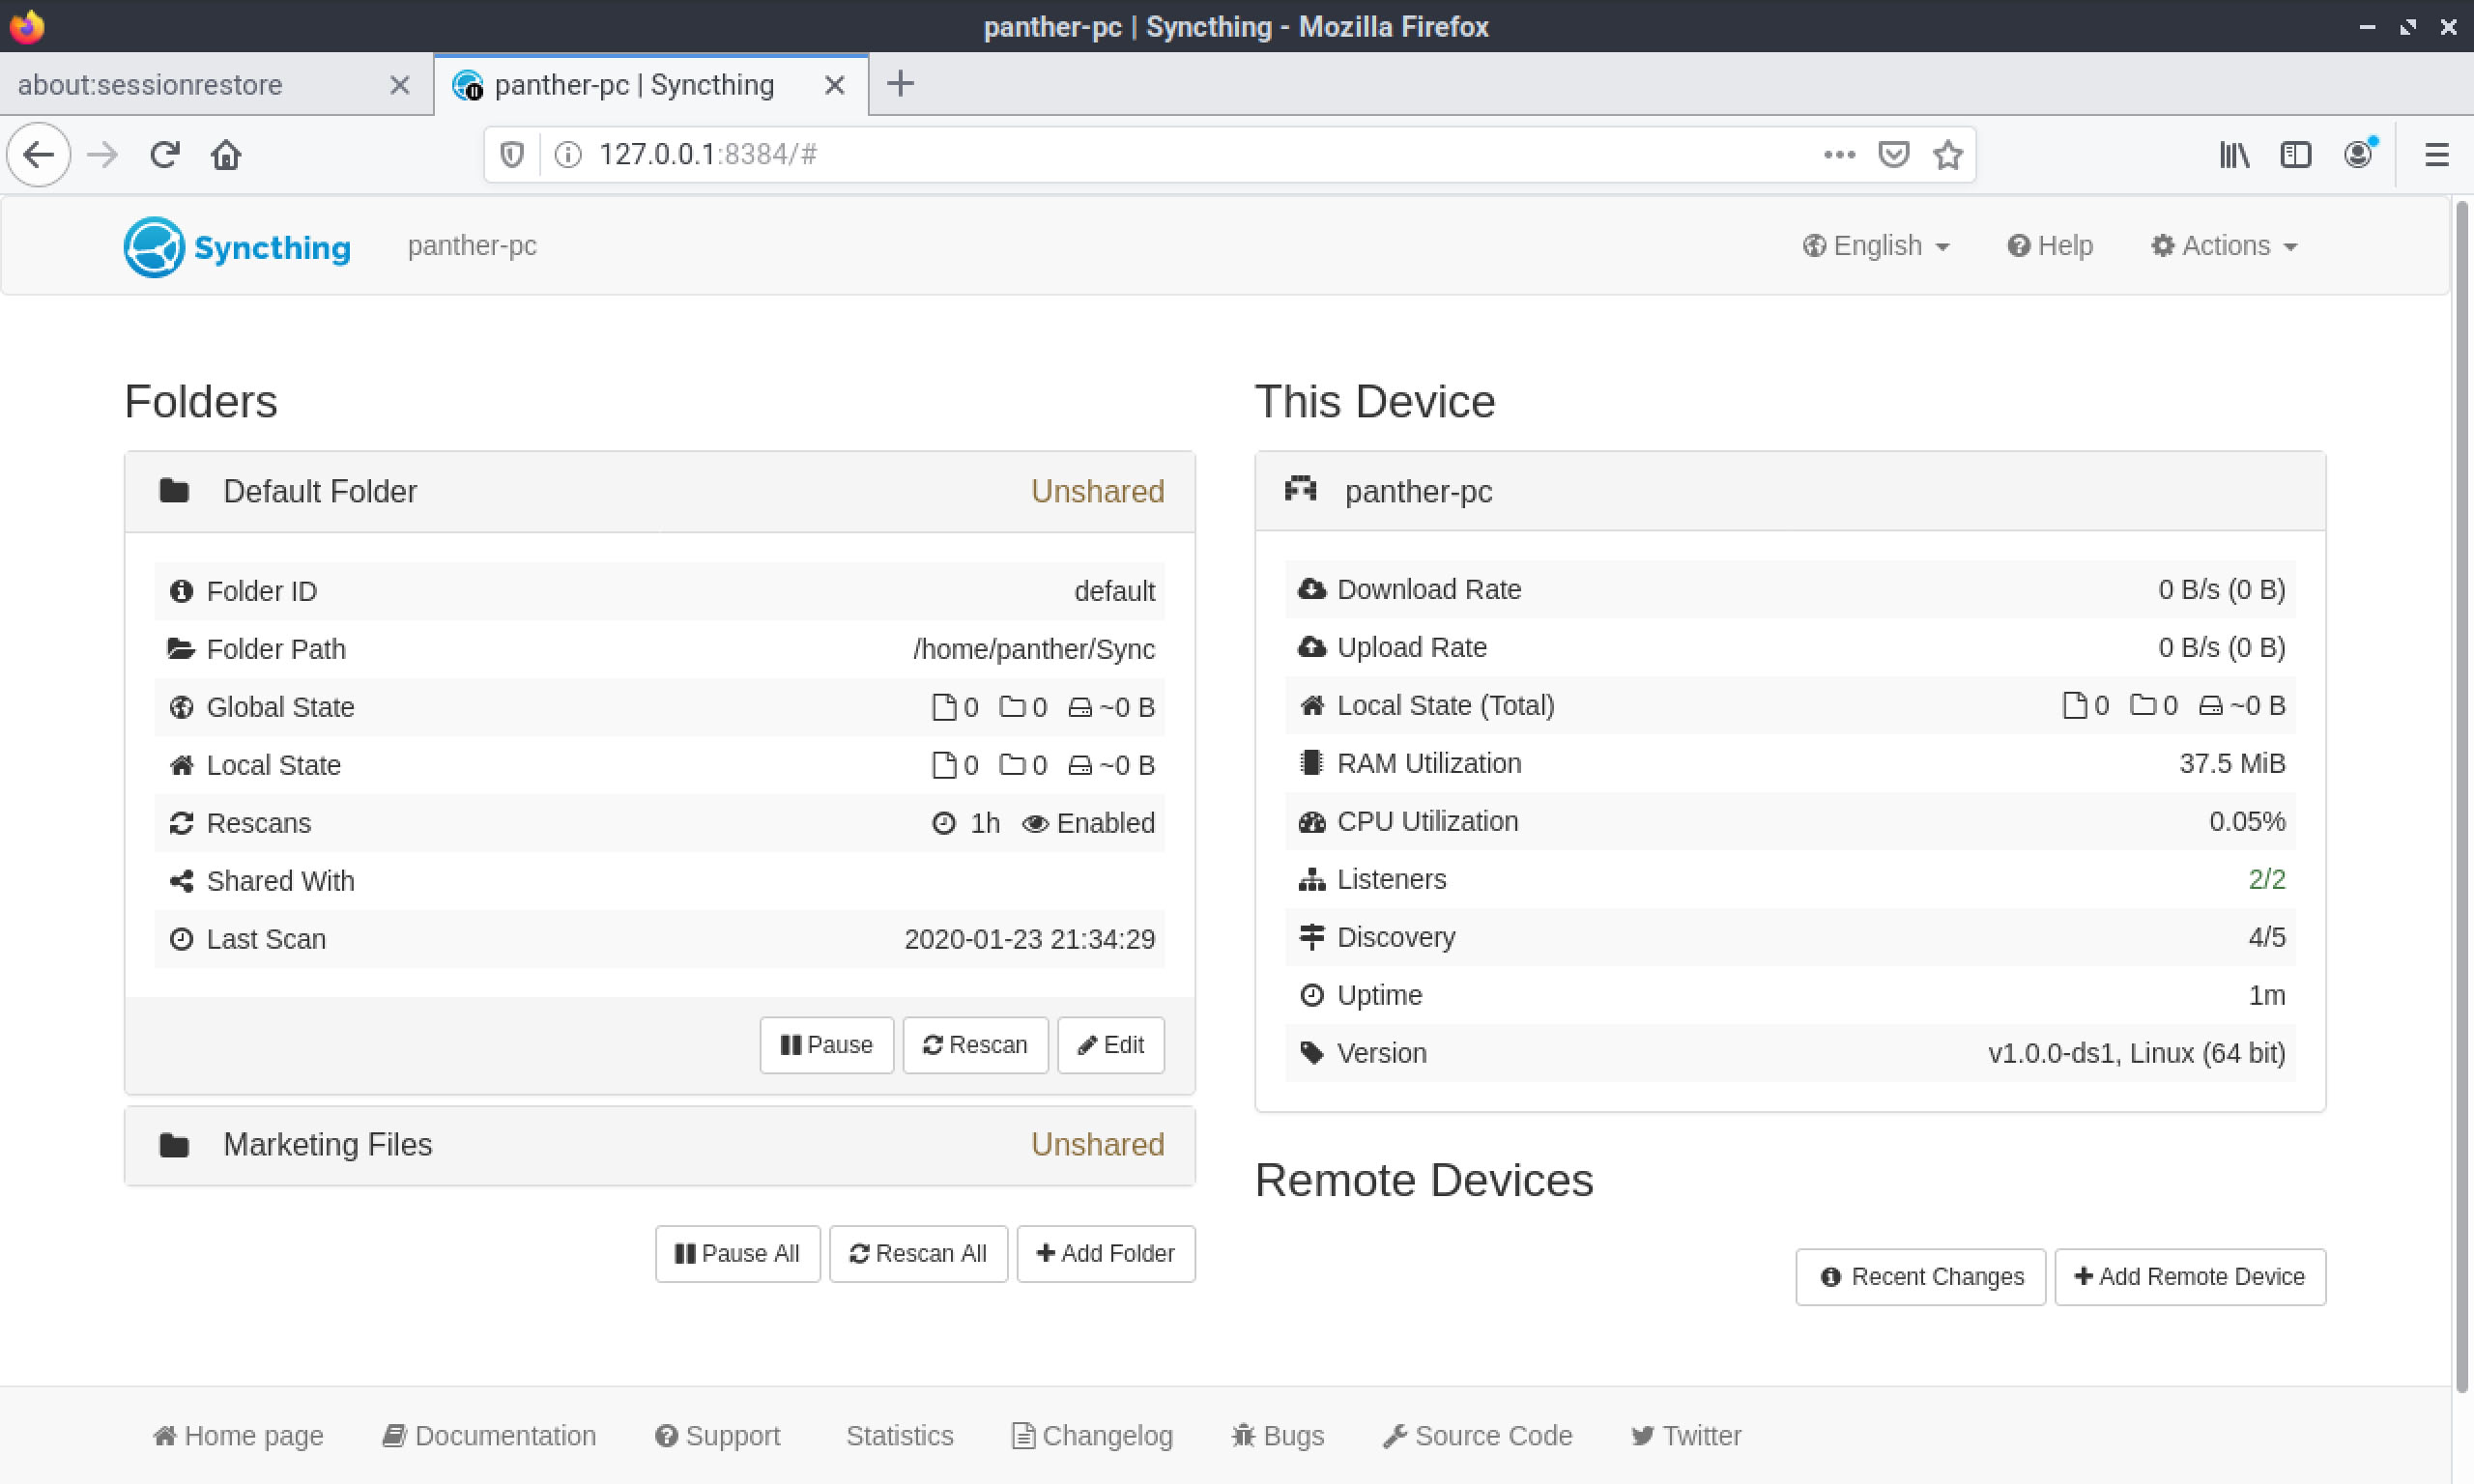 panther-pc | Syncthing - Mozilla Firefox
about:sessionrestore
panther-pc | Syncthing
127.0.0.1:8384/#
Syncthing panther-pc English Help Actions
Folders
Default Folder Unshared
Folder ID default
Folder Path /home/panther/Sync
Global State 0 0 ~0 B
Local State 0 0 ~0 B
Rescans 1h Enabled
Shared With
Last Scan 2020-01-23 21:34:29
Pause Rescan Edit
Marketing Files Unshared
Pause All Rescan All Add Folder
This Device
panther-pc
Download Rate 0 B/s (0 B)
Upload Rate 0 B/s (0 B)
Local State (Total) 0 0 ~0 B
RAM Utilization 37.5 MiB
CPU Utilization 0.05%
Listeners 2/2
Discovery 4/5
Uptime 1m
Version v1.0.0-ds1, Linux (64 bit)
Remote Devices
Recent Changes Add Remote Device
Home page Documentation Support Statistics Changelog Bugs Source Code Twitter